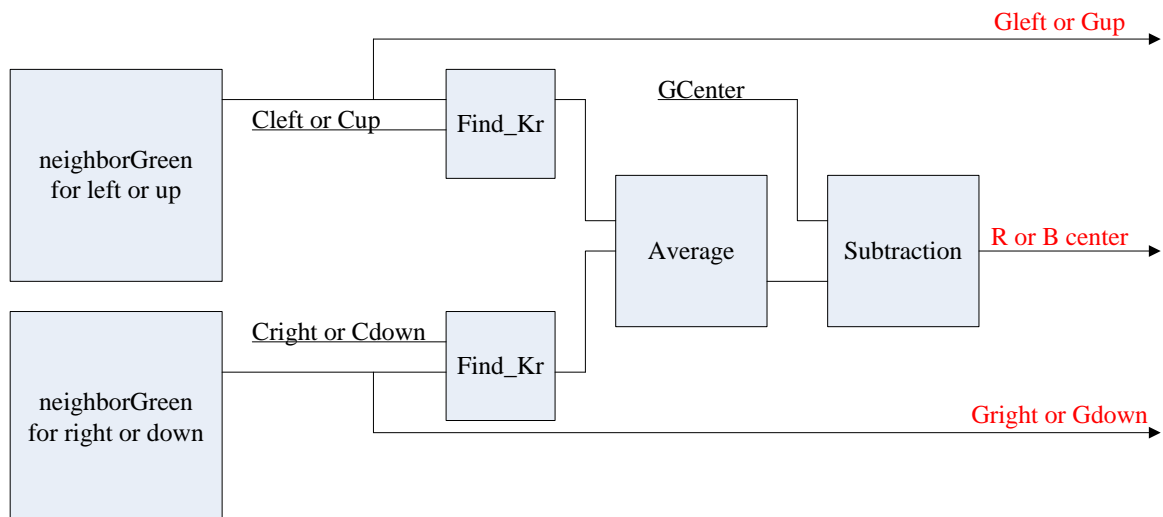 Gleft or Gup
neighborGreen
for left or up
Cleft or Cup
Find_Kr
GCenter
Average
Subtraction
R or B center
neighborGreen
for right or down
Cright or Cdown
Find_Kr
Gright or Gdown